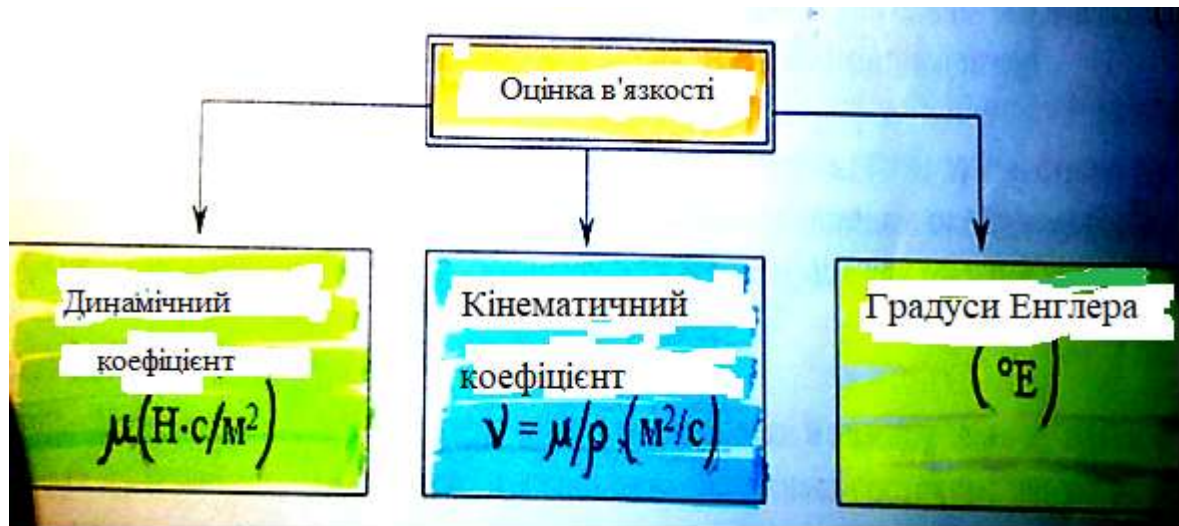 Оцінка в'язкості
Динамічний
коефіцієнт
μ(Н·с/м²)
Кінематичний
коефіцієнт
ν = μ/ρ (м²/с)
Градуси Енглера
(°Е)